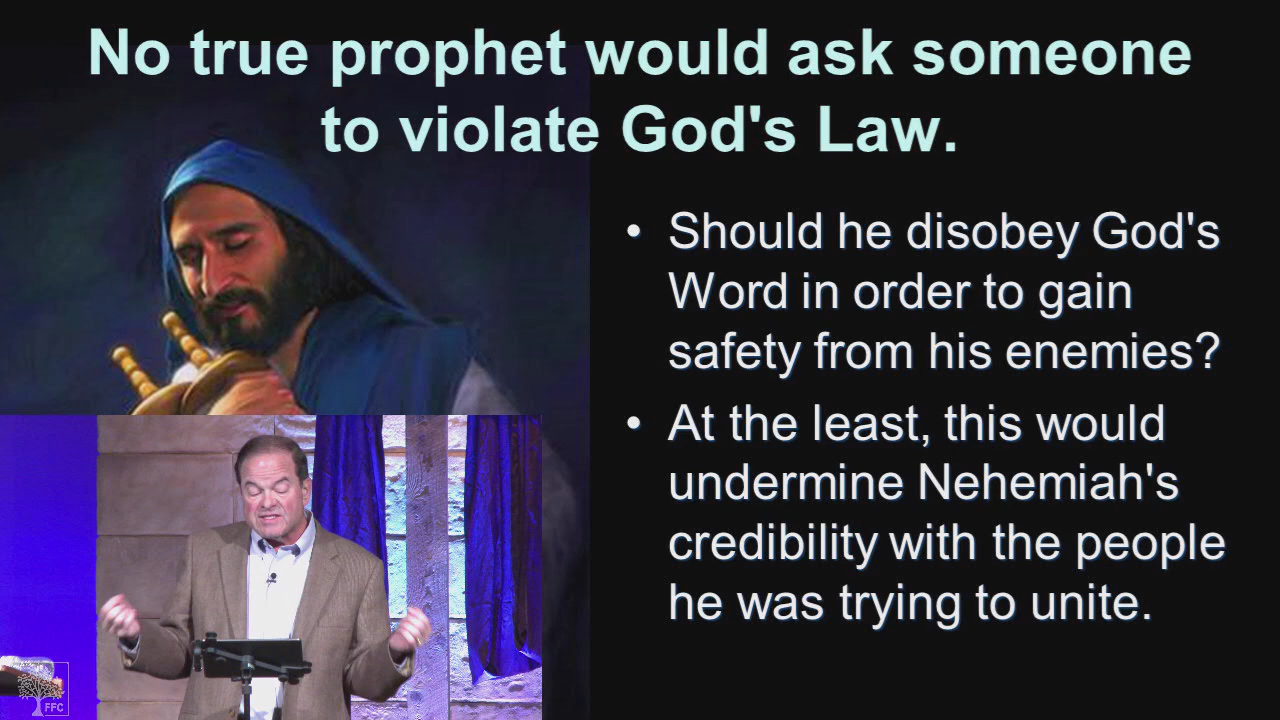 No true prophet would ask someone
to violate God's Law.
• Should he disobey God's
Word in order to gain
safety from his enemies?
• At the least, this would
undermine Nehemiah's
credibility with the people
he was trying to unite.
FFC